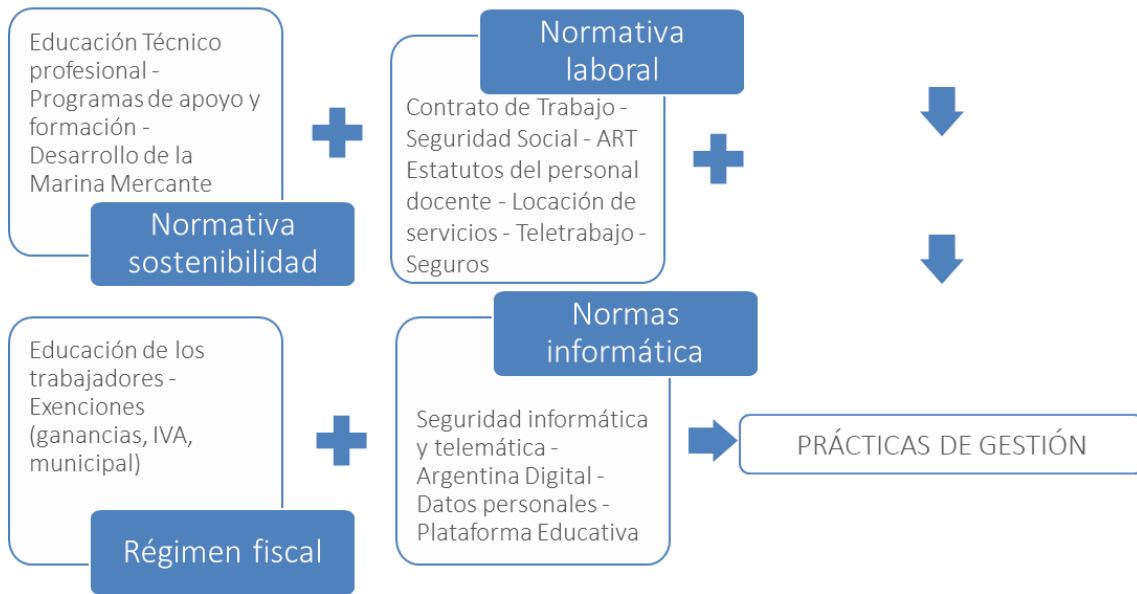 Educación Técnico
profesional -
Programas de apoyo y
formación -
Desarrollo de la
Marina Mercante
Normativa
sostenibilidad
Normativa
laboral
Contrato de Trabajo -
Seguridad Social - ART
Estatutos del personal
docente - Locación de
servicios - Teletrabajo -
Seguros
Educación de los
trabajadores -
Exenciones
(ganancias, IVA,
municipal)
Régimen fiscal
Normas
informática
Seguridad informática
y telemática -
Argentina Digital -
Datos personales -
Plataforma Educativa
PRÁCTICAS DE GESTIÓN